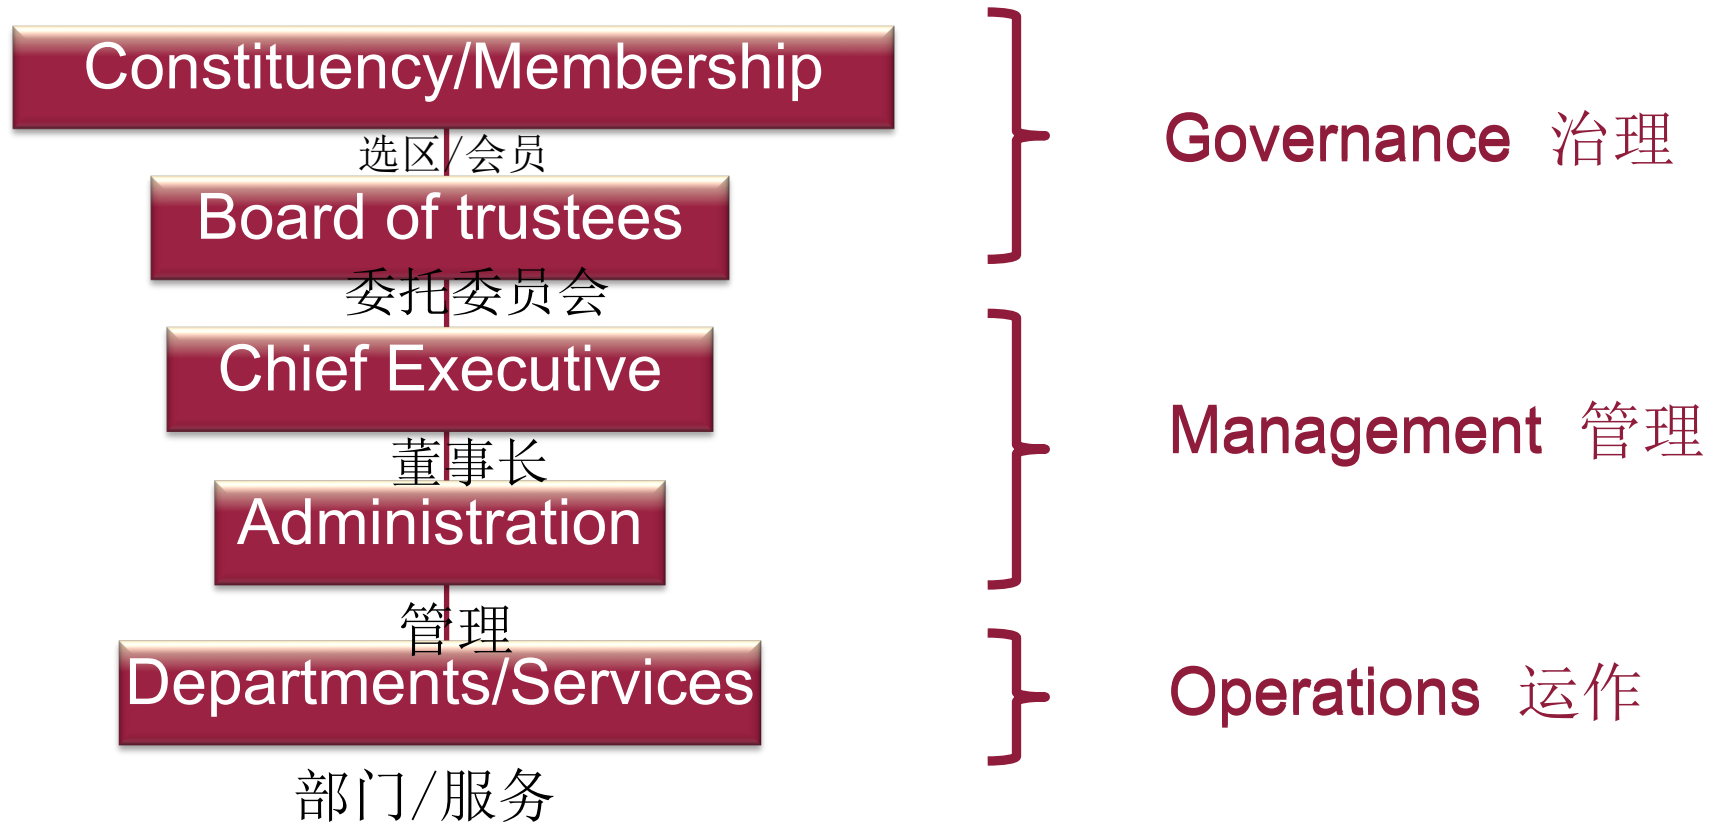 Constituency/Membership
选区/会员
Board of trustees
委托委员会
Chief Executive
董事长
Administration
管理
Departments/Services
部门/服务
Governance 治理
Management 管理
Operations 运作